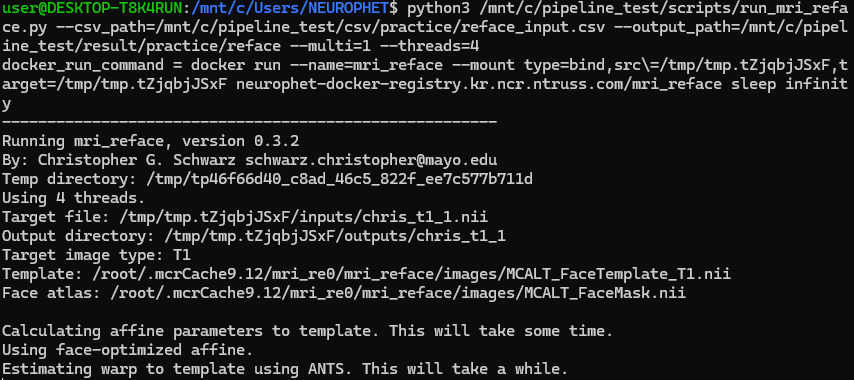 user@DESKTOP-T8K4RUN:/mnt/c/Users/NEUROPHET$ python3 /mnt/c/pipeline_test/scripts/run_mri_refa
ce.py --csv_path=/mnt/c/pipeline_test/csv/practice/reface_input.csv --output_path=/mnt/c/pipel
ine_test/result/practice/reface --multi=1 --threads=4
docker_run_command = docker run --name=mri_reface --mount type=bind,src\=/tmp/tmp.tZjqbjJSxF,t
arget=/tmp/tmp.tZjqbjJSxF neurophet-docker-registry.kr.ncr.ntruss.com/mri_reface sleep infinit
y
-------------------------------------------------------
Running mri_reface, version 0.3.2
By: Christopher G. Schwarz schwarz.christopher@mayo.edu
Temp directory: /tmp/tp46f66d40_c8ad_46c5_822f_ee7c577b711d
Using 4 threads.
Target file: /tmp/tmp.tZjqbjJSxF/inputs/chris_t1_1.nii
Output directory: /tmp/tmp.tZjqbjJSxF/outputs/chris_t1_1
Target image type: T1
Template: /root/.mcrCache9.12/mri_re0/mri_reface/images/MCALT_FaceTemplate_T1.nii
Face atlas: /root/.mcrCache9.12/mri_re0/mri_reface/images/MCALT_FaceMask.nii
Calculating affine parameters to template. This will take some time.
Using face-optimized affine.
Estimating warp to template using ANTS. This will take a while.